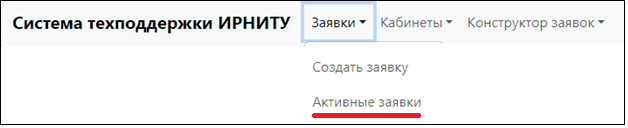 Система техподдержки ИРНИТУ Заявки Кабинеты Конструктор заявок
Создать заявку
Активные заявки